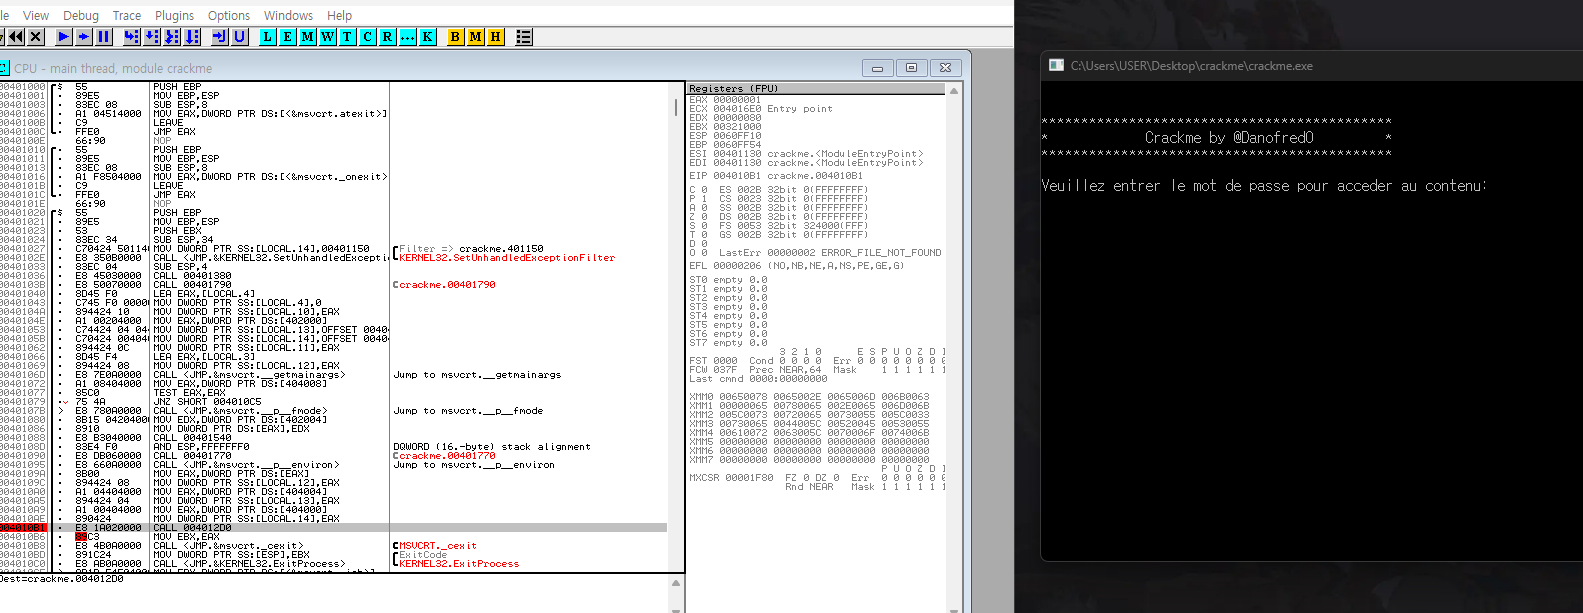 le View Debug Trace Plugins Options Windows Help
L E M W T C R ... K B M H
C CPU - main thread, module crackme
00401000 55 PUSH EBP
00401001 89E5 MOV EBP,ESP
00401003 83EC 08 SUB ESP,8
00401006 A1 04514000 MOV EAX,DWORD PTR DS:[<&msvcrt.atexit>]
0040100B C9 LEAVE
0040100C FFE0 JMP EAX
0040100E 66:90 NOP
00401010 55 PUSH EBP
00401011 89E5 MOV EBP,ESP
00401013 83EC 08 SUB ESP,8
00401016 A1 F8504000 MOV EAX,DWORD PTR DS:[<&msvcrt._onexit>]
0040101B C9 LEAVE
0040101C FFE0 JMP EAX
0040101E 66:90 NOP
00401020 $ 55 PUSH EBP
00401021 89E5 MOV EBP,ESP
00401023 53 PUSH EBX
00401024 83EC 34 SUB ESP,34
00401027 C70424 501140 MOV DWORD PTR SS:[LOCAL.14],00401150 Filter => crackme.401150
0040102E E8 350B0000 CALL <JMP.&KERNEL32.SetUnhandledExceptio KERNEL32.SetUnhandledExceptionFilter
00401033 83EC 04 SUB ESP,4
00401036 E8 45030000 CALL 00401380
0040103B E8 50070000 CALL 00401790 crackme.00401790
00401040 8D45 F0 LEA EAX,[LOCAL.4]
00401043 C745 F0 00000 MOV DWORD PTR SS:[LOCAL.4],0
0040104A 894424 10 MOV DWORD PTR SS:[LOCAL.10],EAX
0040104E A1 00204000 MOV EAX,DWORD PTR DS:[402000]
00401053 C74424 04 04 MOV DWORD PTR SS:[LOCAL.13],OFFSET 0040
0040105B C70424 004040 MOV DWORD PTR SS:[LOCAL.14],OFFSET 0040
00401062 894424 0C MOV DWORD PTR SS:[LOCAL.11],EAX
00401066 8D45 F4 LEA EAX,[LOCAL.3]
00401069 894424 08 MOV DWORD PTR SS:[LOCAL.12],EAX
0040106D E8 7E0A0000 CALL <JMP.&msvcrt.__getmainargs> Jump to msvcrt.__getmainargs
00401072 A1 08404000 MOV EAX,DWORD PTR DS:[404008]
00401077 85C0 TEST EAX,EAX
00401079 75 4A JNZ SHORT 004010C5
0040107B > E8 780A0000 CALL <JMP.&msvcrt.__p__fmode> Jump to msvcrt.__p__fmode
00401080 8B15 04204000 MOV EDX,DWORD PTR DS:[402004]
00401086 8910 MOV DWORD PTR DS:[EAX],EDX
00401088 E8 B3040000 CALL 00401540
0040108D 83E4 F0 AND ESP,FFFFFFF0 DQWORD (16.-byte) stack alignment
00401090 E8 DB060000 CALL 00401770 crackme.00401770
00401095 E8 660A0000 CALL <JMP.&msvcrt.__p__environ> Jump to msvcrt.__p__environ
0040109A 8B00 MOV EAX,DWORD PTR DS:[EAX]
0040109C 894424 08 MOV DWORD PTR SS:[LOCAL.12],EAX
004010A0 A1 04404000 MOV EAX,DWORD PTR DS:[404004]
004010A5 894424 04 MOV DWORD PTR SS:[LOCAL.13],EAX
004010A9 A1 00404000 MOV EAX,DWORD PTR DS:[404000]
004010AE 890424 MOV DWORD PTR SS:[LOCAL.14],EAX
004010B1 E8 1A020000 CALL 004012D0
004010B6 89C3 MOV EBX,EAX
004010B8 E8 4B0A0000 CALL <JMP.&msvcrt._cexit> MSVCRT._cexit
004010BD 891C24 MOV DWORD PTR SS:[ESP],EBX ExitCode
004010C0 E8 AB0A0000 CALL <JMP.&KERNEL32.ExitProcess> KERNEL32.ExitProcess
Dest=crackme.004012D0
Registers (FPU)
EAX 00000001
ECX 004016E0 Entry point
EDX 00000080
EBX 00321000
ESP 0060FF10
EBP 0060FF54
ESI 00401130 crackme.<ModuleEntryPoint>
EDI 00401130 crackme.<ModuleEntryPoint>
EIP 004010B1 crackme.004010B1
C 0 ES 002B 32bit 0(FFFFFFFF)
P 1 CS 0023 32bit 0(FFFFFFFF)
A 0 SS 002B 32bit 0(FFFFFFFF)
Z 0 DS 002B 32bit 0(FFFFFFFF)
S 0 FS 0053 32bit 324000(FFF)
T 0 GS 002B 32bit 0(FFFFFFFF)
D 0
O 0 LastErr 00000002 ERROR_FILE_NOT_FOUND
EFL 00000206 (NO,NB,NE,A,NS,PE,GE,G)
ST0 empty 0.0
ST1 empty 0.0
ST2 empty 0.0
ST3 empty 0.0
ST4 empty 0.0
ST5 empty 0.0
ST6 empty 0.0
ST7 empty 0.0
3 2 1 0 E S P U O Z D I
FST 0000 Cond 0 0 0 0 Err 0 0 0 0 0 0 0 0
FCW 037F Prec NEAR,64 Mask 1 1 1 1 1 1
Last cmnd 0000:00000000
XMM0 00650078 0065002E 0065006D 006B0063
XMM1 00000065 00780065 002E0065 006D006B
XMM2 005C0073 00720065 00730055 005C0033
XMM3 00730065 0044005C 00520045 00530055
XMM4 00610072 0063005C 0070006F 0074006B
XMM5 00000000 00000000 00000000 00000000
XMM6 00000000 00000000 00000000 00000000
XMM7 00000000 00000000 00000000 00000000
P U O Z D I
MXCSR 00001F80 FZ 0 DZ 0 Err 0 0 0 0 0 0
Rnd NEAR Mask 1 1 1 1 1 1
C:\Users\USER\Desktop\crackme\crackme.exe
********************************************
* Crackme by @DanofredO *
********************************************
Veuillez entrer le mot de passe pour acceder au contenu: